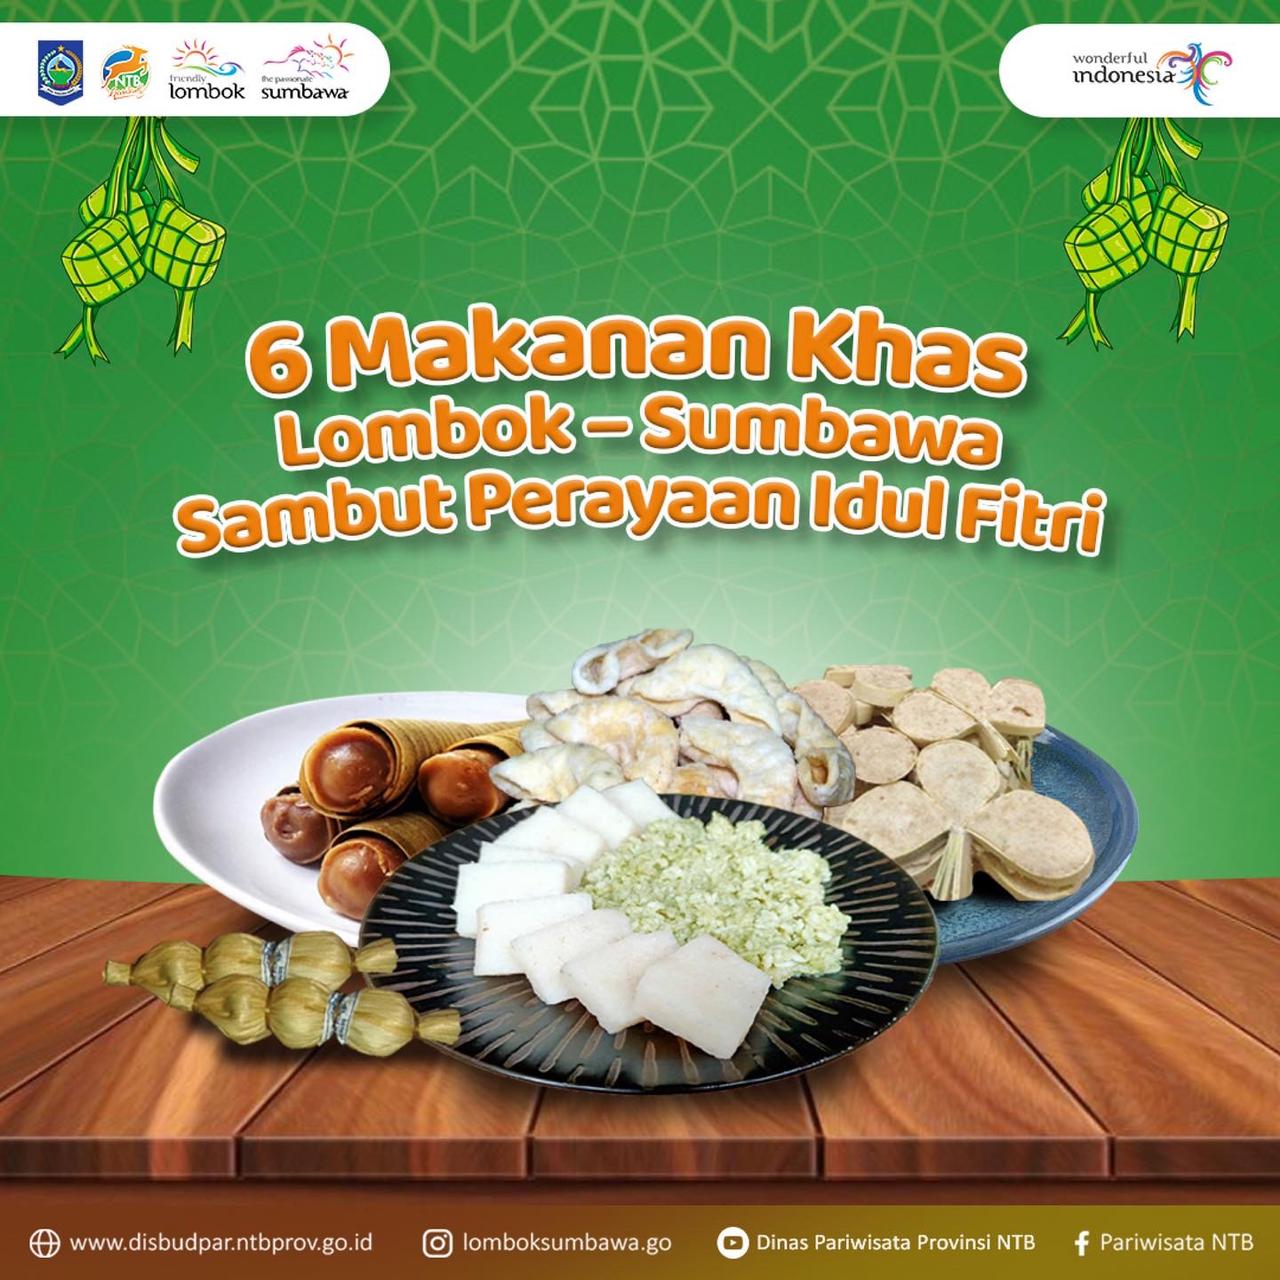 NTB
friendly
lombok
the passionate
sumbawa
wonderful
indonesia
6 Makanan Khas
Lombok – Sumbawa
Sambut Perayaan Idul Fitri
www.disbudpar.ntbprov.go.id
lomboksumbawa.go
Dinas Pariwisata Provinsi NTB
Pariwisata NTB